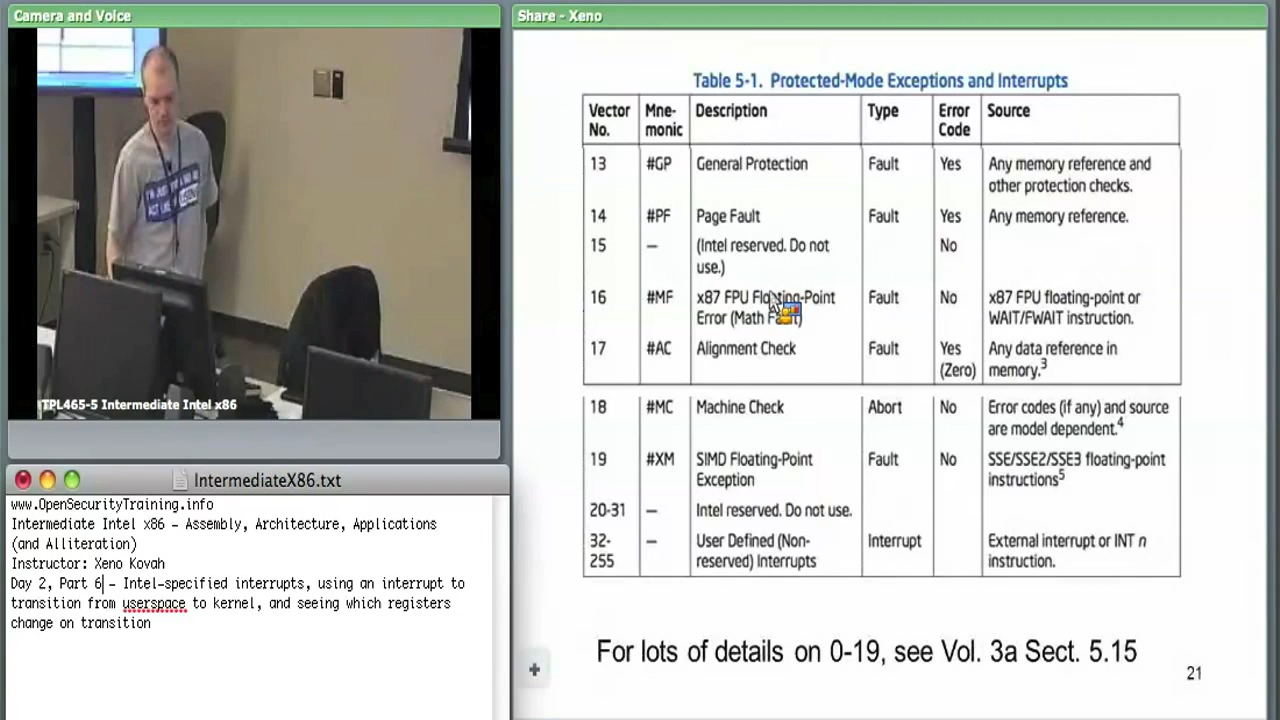 Camera and Voice
TPL465-5 Intermediate Intel x86
IntermediateX86.txt
www.OpenSecurityTraining.info
Intermediate Intel x86 – Assembly, Architecture, Applications
(and Alliteration)
Instructor: Xeno Kovah
Day 2, Part 6 – Intel-specified interrupts, using an interrupt to
transition from userspace to kernel, and seeing which registers
change on transition
Share - Xeno
Table 5-1. Protected-Mode Exceptions and Interrupts
Vector No. Mne-monic Description Type Error Code Source
13 #GP General Protection Fault Yes Any memory reference and
other protection checks.
14 #PF Page Fault Fault Yes Any memory reference.
15 — (Intel reserved. Do not No
use.)
16 #MF x87 FPU Floating-Point Fault No x87 FPU floating-point or
Error (Math Fault) WAIT/FWAIT instruction.
17 #AC Alignment Check Fault Yes Any data reference in
(Zero) memory.3
18 #MC Machine Check Abort No Error codes (if any) and source
are model dependent.4
19 #XM SIMD Floating-Point Fault No SSE/SSE2/SSE3 floating-point
Exception instructions5
20-31 — Intel reserved. Do not use.
32- — User Defined (Non- Interrupt External interrupt or INT n
255 reserved) Interrupts instruction.
For lots of details on 0-19, see Vol. 3a Sect. 5.15
21